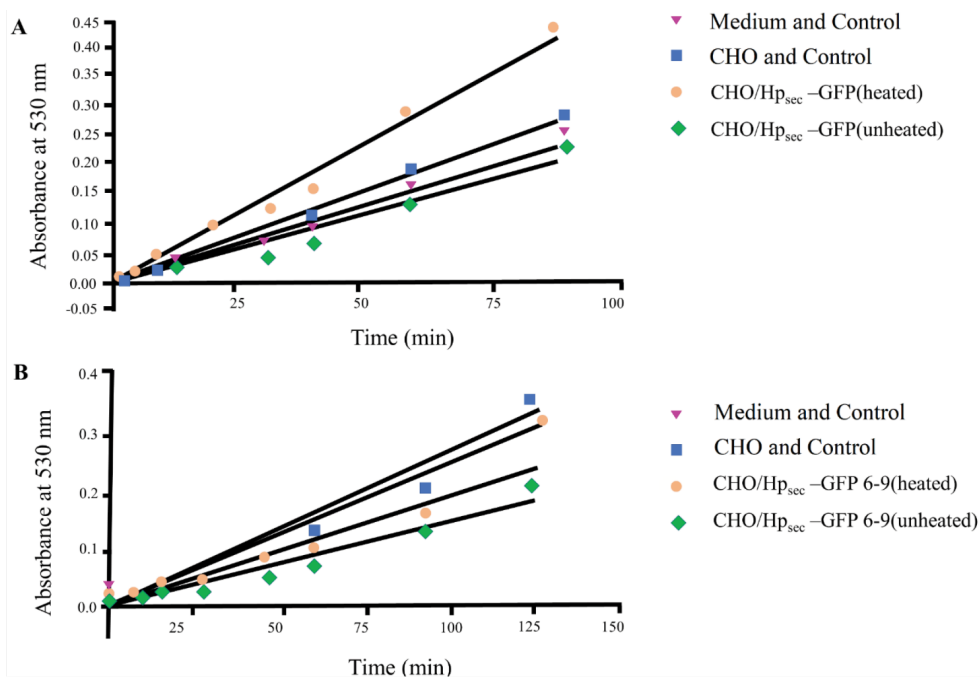 A
Absorbance at 530 nm
0.45
0.40
0.35
0.30
0.25
0.20
0.15
0.10
0.05
0.00
-0.05
25
50
75
100
Time (min)
Medium and Control
CHO and Control
CHO/Hpsec –GFP(heated)
CHO/Hpsec –GFP(unheated)
B
Absorbance at 530 nm
0.4
0.3
0.2
0.1
0.0
25
50
75
100
125
150
Time (min)
Medium and Control
CHO and Control
CHO/Hpsec –GFP 6-9(heated)
CHO/Hpsec –GFP 6-9(unheated)